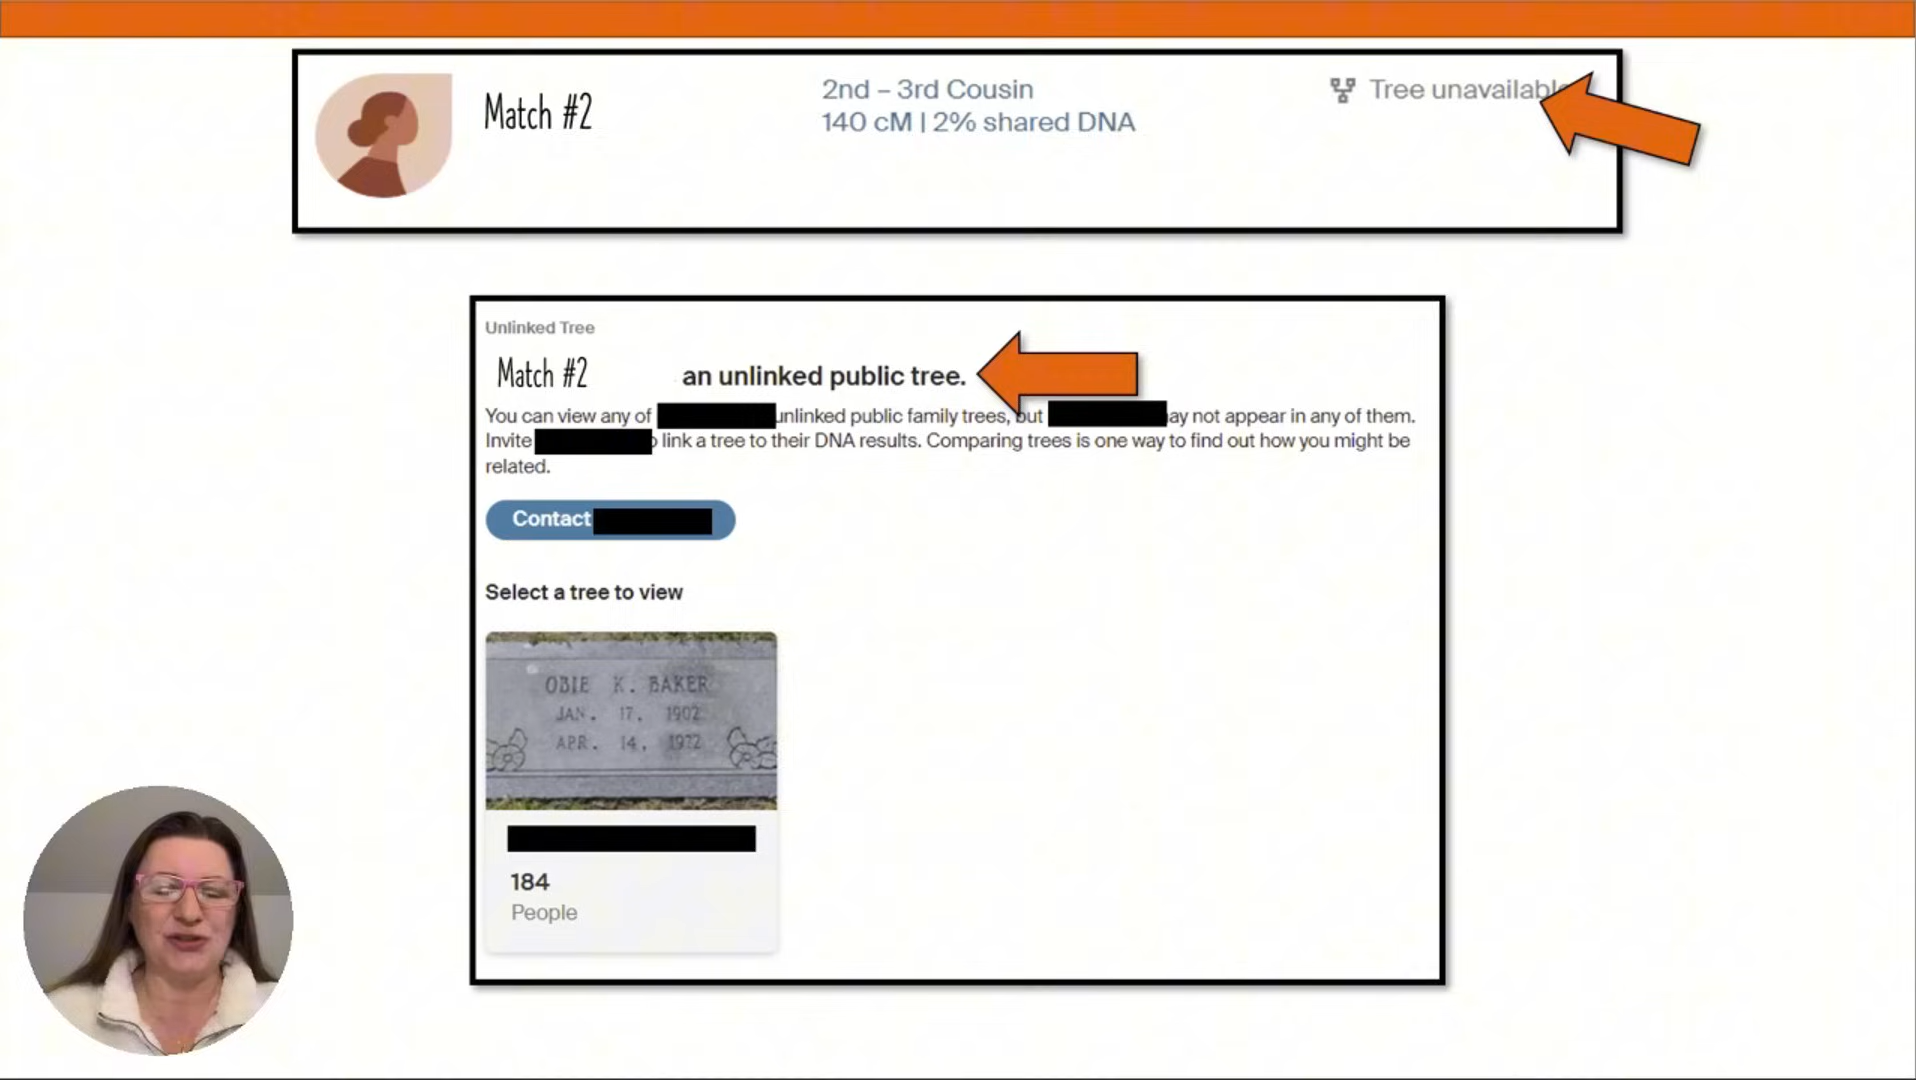 Match #2
2nd – 3rd Cousin
140 cM | 2% shared DNA
Tree unavailable
Unlinked Tree
Match #2 an unlinked public tree.
You can view any of unlinked public family trees, but may not appear in any of them.
Invite link a tree to their DNA results. Comparing trees is one way to find out how you might be
related.
Contact
Select a tree to view
OBIE K. BAKER
JAN. 17, 1902
APR. 14, 1972
184
People